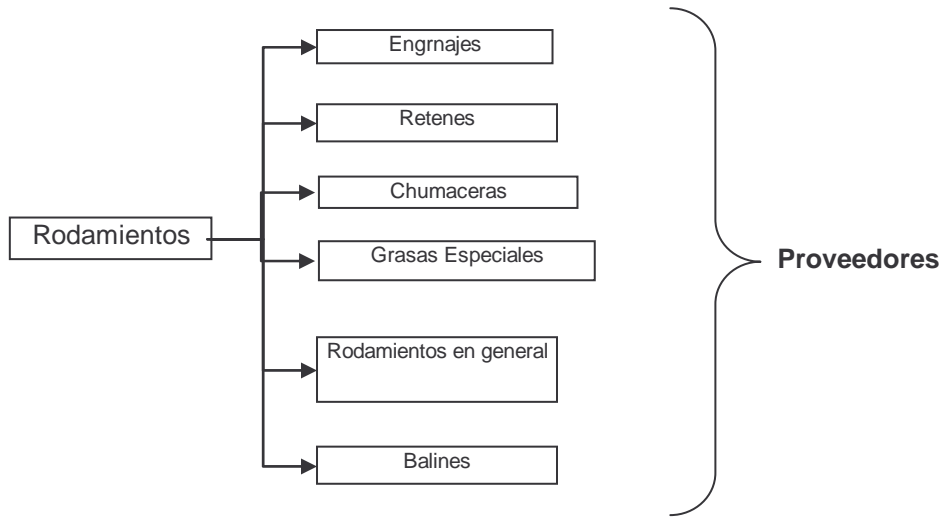 Engrnajes
Retenes
Chumaceras
Rodamientos
Grasas Especiales
Proveedores
Rodamientos en general
Balines